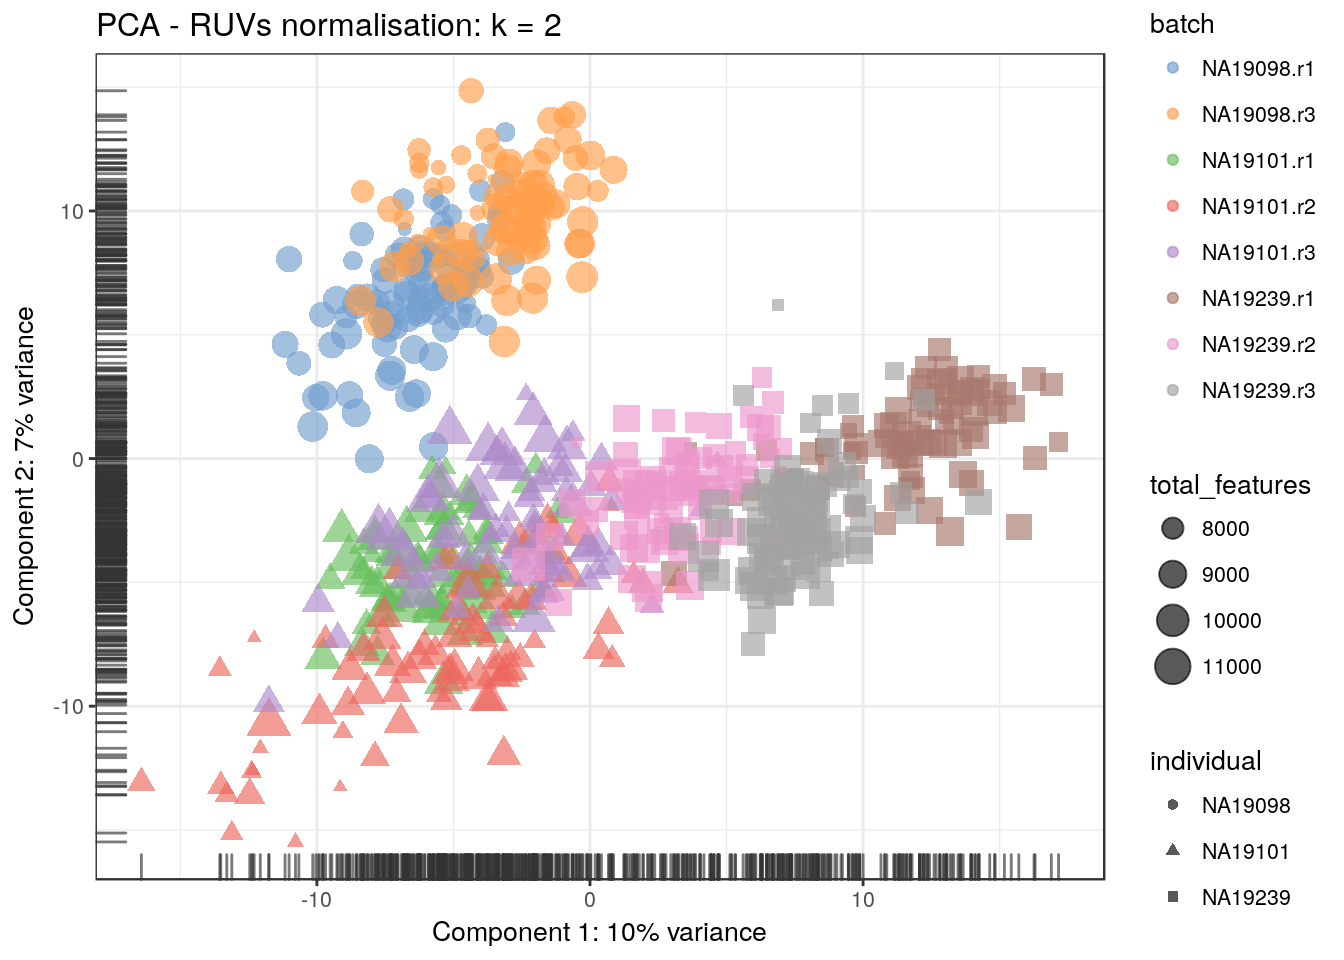 PCA - RUVs normalisation: k = 2
Component 2: 7% variance
10
0
-10
-10
0
10
Component 1: 10% variance
batch
NA19098.r1
NA19098.r3
NA19101.r1
NA19101.r2
NA19101.r3
NA19239.r1
NA19239.r2
NA19239.r3
total_features
8000
9000
10000
11000
individual
NA19098
NA19101
NA19239